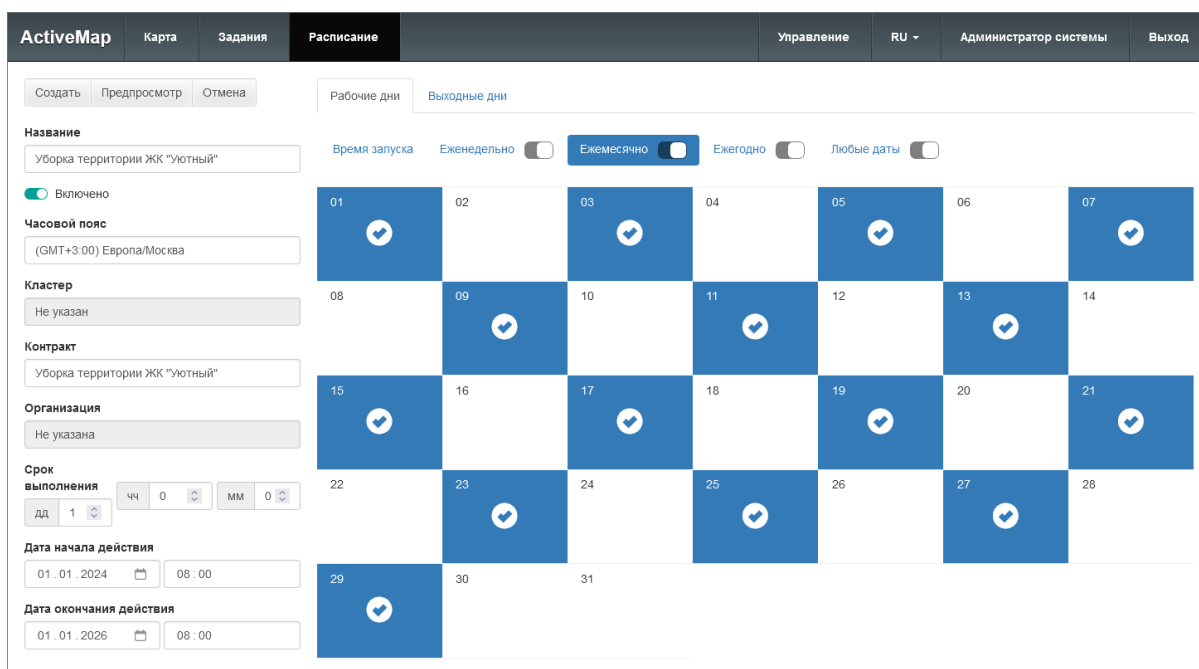 ActiveMap Карта Задания Расписание Управление RU Администратор системы Выход
Создать Предпросмотр Отмена
Рабочие дни Выходные дни
Название
Уборка территории ЖК "Уютный"
Включено
Часовой пояс
(GMT+3:00) Европа/Москва
Кластер
Не указан
Контракт
Уборка территории ЖК "Уютный"
Организация
Не указана
Срок
выполнения
дд 1 чч 0 мм 0
Дата начала действия
01.01.2024 08:00
Дата окончания действия
01.01.2026 08:00
Время запуска Еженедельно Ежемесячно Ежегодно Любые даты
01 02 03 04 05 06 07
08 09 10 11 12 13 14
15 16 17 18 19 20 21
22 23 24 25 26 27 28
29 30 31